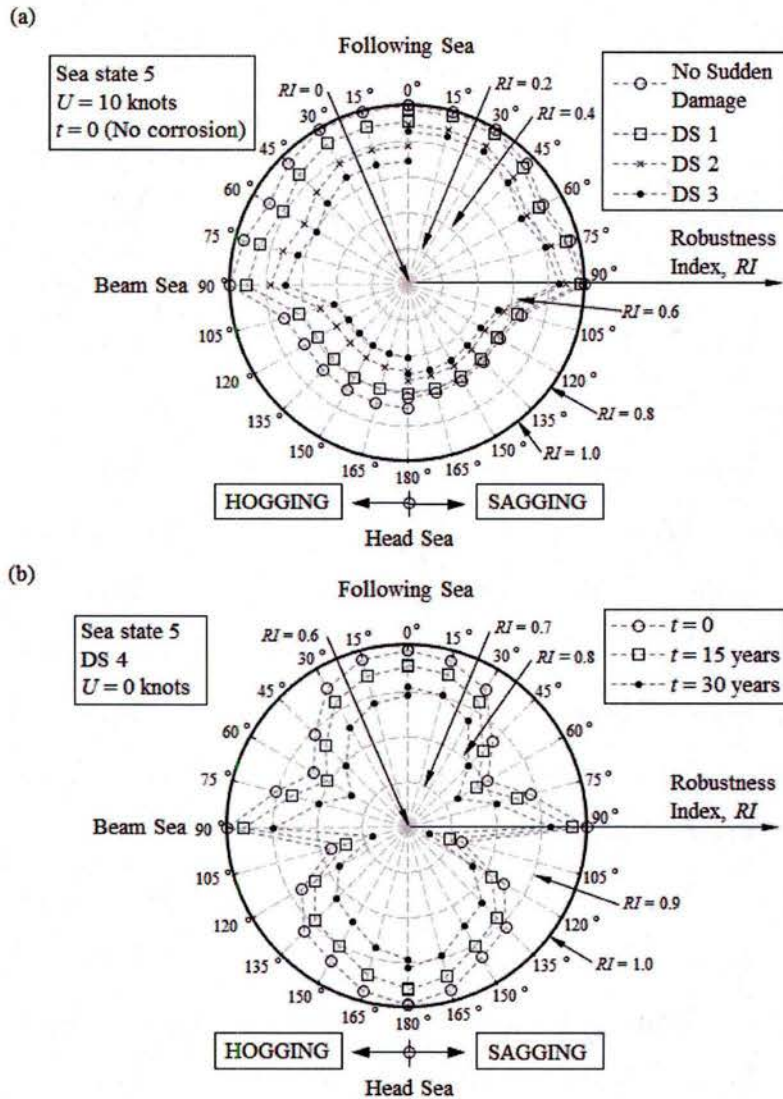 (a)
Following Sea
Sea state 5
U = 10 knots
t = 0 (No corrosion)
RI = 0
RI = 0.2
RI = 0.4
No Sudden
Damage
DS 1
DS 2
DS 3
0°
15°
30°
45°
60°
75°
90°
105°
120°
135°
150°
165°
180°
15°
30°
45°
60°
75°
90°
105°
120°
135°
150°
165°
Beam Sea
Robustness
Index, RI
RI = 0.6
RI = 0.8
RI = 1.0
HOGGING
SAGGING
Head Sea
(b)
Following Sea
Sea state 5
DS 4
U = 0 knots
RI = 0.6
RI = 0.7
RI = 0.8
t = 0
t = 15 years
t = 30 years
0°
15°
30°
45°
60°
75°
90°
105°
120°
135°
150°
165°
180°
15°
30°
45°
60°
75°
90°
105°
120°
135°
150°
165°
Beam Sea
Robustness
Index, RI
RI = 0.9
RI = 1.0
HOGGING
SAGGING
Head Sea